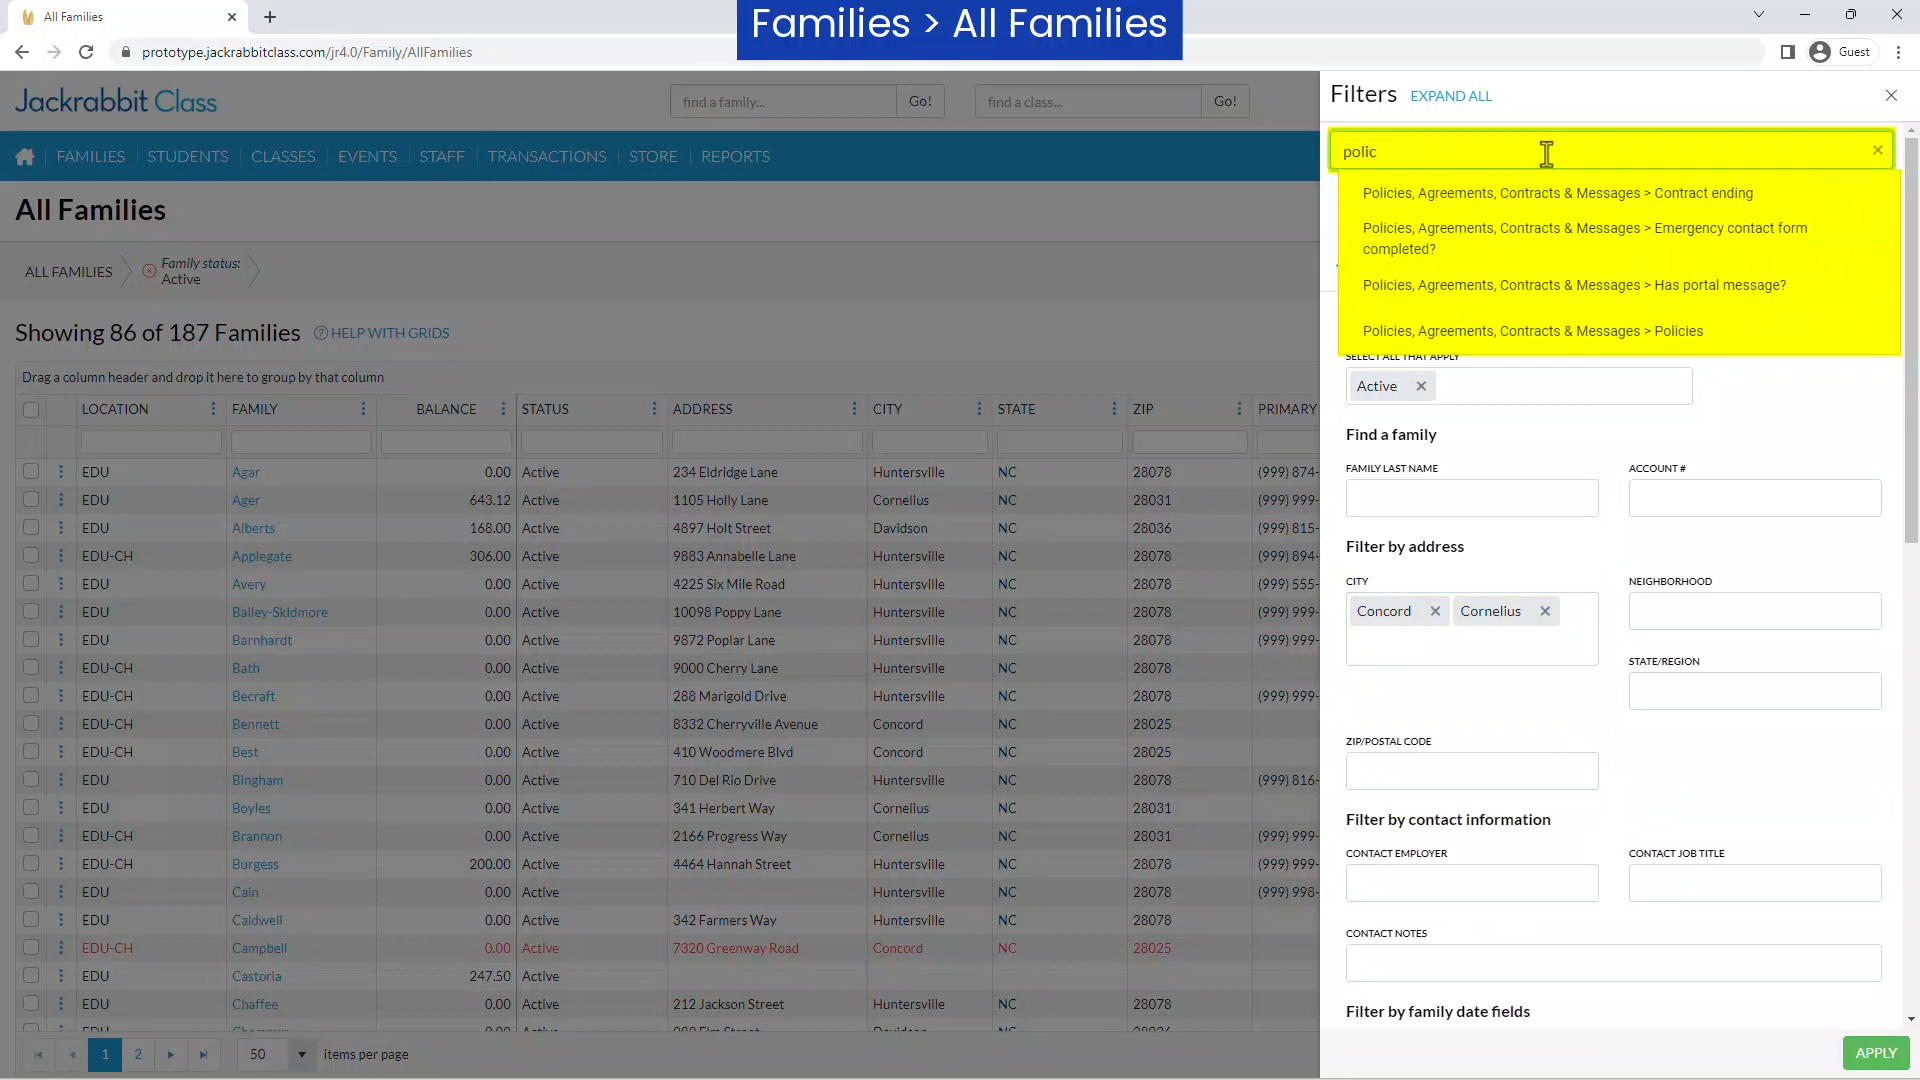 All Families
Families > All Families
prototype.jackrabbitclass.com/jr4.0/Family/AllFamilies
Guest
Jackrabbit Class
find a family...
Go!
find a class...
Go!
FAMILIES STUDENTS CLASSES EVENTS STAFF TRANSACTIONS STORE REPORTS
All Families
ALL FAMILIES
Family status:
Active
Showing 86 of 187 Families
HELP WITH GRIDS
Drag a column header and drop it here to group by that column
LOCATION FAMILY BALANCE STATUS ADDRESS CITY STATE ZIP PRIMARY
EDU Agar 0.00 Active 234 Eldridge Lane Huntersville NC 28078 (999) 874-
EDU Ager 643.12 Active 1105 Holly Lane Cornelius NC 28031 (999) 999-
EDU Alberts 168.00 Active 4897 Holt Street Davidson NC 28036 (999) 815-
EDU-CH Applegate 306.00 Active 9883 Annabelle Lane Huntersville NC 28078 (999) 894-
EDU Avery 0.00 Active 4225 Six Mile Road Huntersville NC 28078 (999) 555-
EDU Bailey-Skidmore 0.00 Active 10098 Poppy Lane Huntersville NC 28078 (999) 999-
EDU Barnhardt 0.00 Active 9872 Poplar Lane Huntersville NC 28078 (999) 999-
EDU-CH Bath 0.00 Active 9000 Cherry Lane Huntersville NC 28078
EDU-CH Becraft 0.00 Active 288 Marigold Drive Huntersville NC 28078 (999) 999-
EDU-CH Bennett 0.00 Active 8332 Cherryville Avenue Concord NC 28025
EDU-CH Best 0.00 Active 410 Woodmere Blvd Concord NC 28025
EDU Bingham 0.00 Active 710 Del Rio Drive Huntersville NC 28078 (999) 816-
EDU Boyles 0.00 Active 341 Herbert Way Cornelius NC 28031
EDU-CH Brannon 0.00 Active 2166 Progress Way Cornelius NC 28031 (999) 999-
EDU-CH Burgess 200.00 Active 4464 Hannah Street Huntersville NC 28078 (999) 999-
EDU Cain 0.00 Active Huntersville NC 28078 (999) 998-
EDU Caldwell 0.00 Active 342 Farmers Way Huntersville NC 28078
EDU-CH Campbell 0.00 Active 7320 Greenway Road Concord NC 28025
EDU Castoria 247.50 Active
EDU Chaffee 0.00 Active 212 Jackson Street Huntersville NC 28078
1 2 50 items per page
Filters EXPAND ALL
polic
Policies, Agreements, Contracts & Messages > Contract ending
Policies, Agreements, Contracts & Messages > Emergency contact form
completed?
Policies, Agreements, Contracts & Messages > Has portal message?
Policies, Agreements, Contracts & Messages > Policies
SELECT ALL THAT APPLY
Active
Find a family
FAMILY LAST NAME ACCOUNT #
Filter by address
CITY NEIGHBORHOOD
Concord Cornelius
STATE/REGION
ZIP/POSTAL CODE
Filter by contact information
CONTACT EMPLOYER CONTACT JOB TITLE
CONTACT NOTES
Filter by family date fields
APPLY